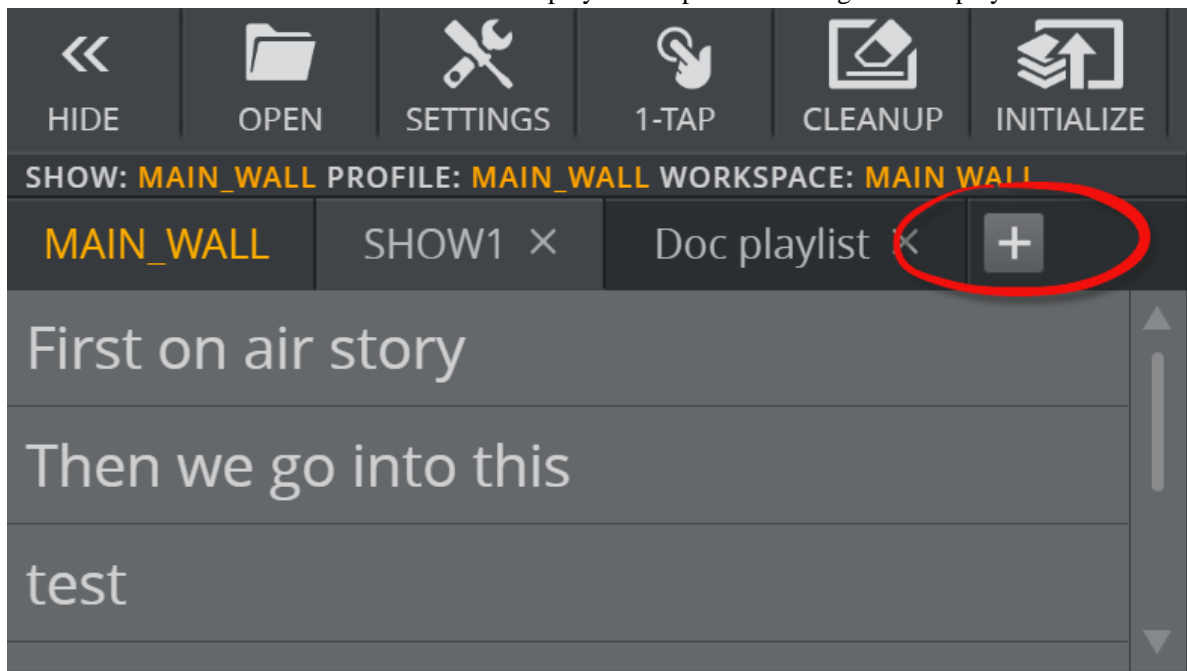 HIDE OPEN SETTINGS 1-TAP CLEANUP INITIALIZE
SHOW: MAIN_WALL PROFILE: MAIN_WALL WORKSPACE: MAIN WALL
MAIN_WALL SHOW1 × Doc playlist × +
First on air story
Then we go into this
test